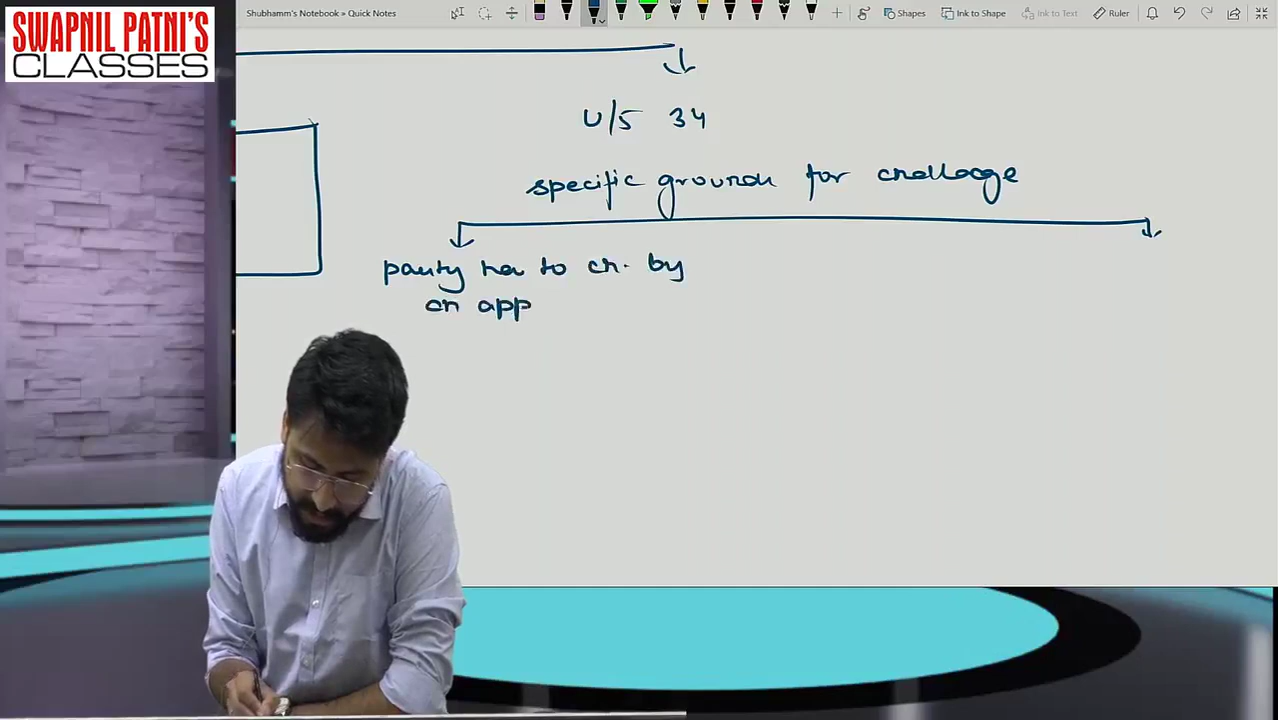 SWAPNIL PATNI'S
CLASSES
Shubhamm's Notebook » Quick Notes
Shapes
Ink to Shape
Ink to Text
Ruler
U/S 34
specific grounds for challenge
party has to ch. by
an app